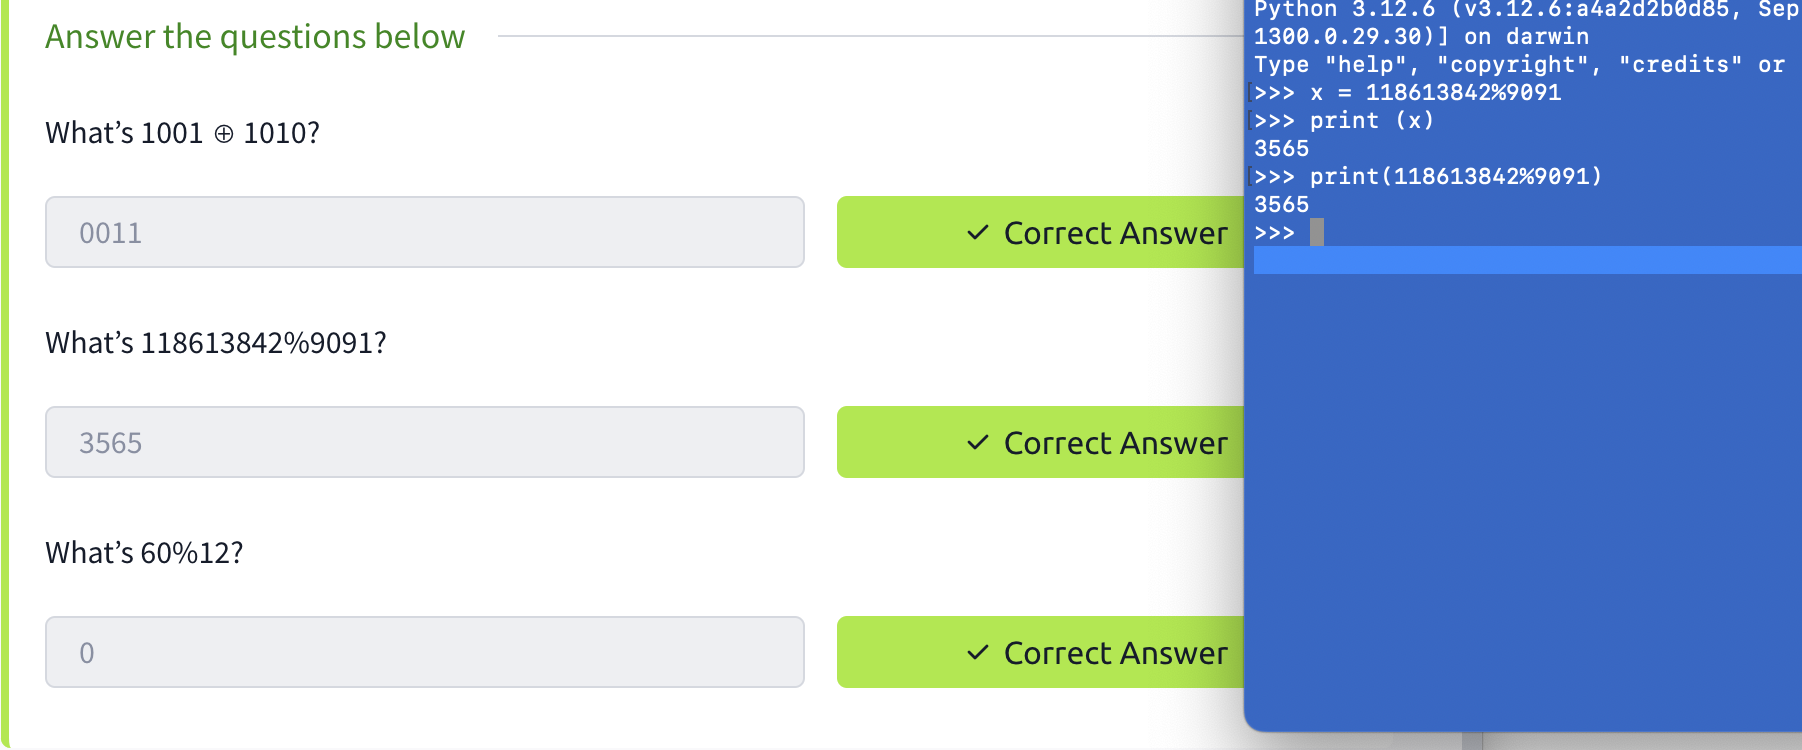 Answer the questions below
What’s 1001 ⊕ 1010?
0011
✓ Correct Answer
What’s 118613842%9091?
3565
✓ Correct Answer
What’s 60%12?
0
✓ Correct Answer
Python 3.12.6 (v3.12.6:a4a2d2b0d85, Sep
1300.0.29.30)] on darwin
Type "help", "copyright", "credits" or
[>>> x = 118613842%9091
[>>> print (x)
3565
[>>> print(118613842%9091)
3565
>>>